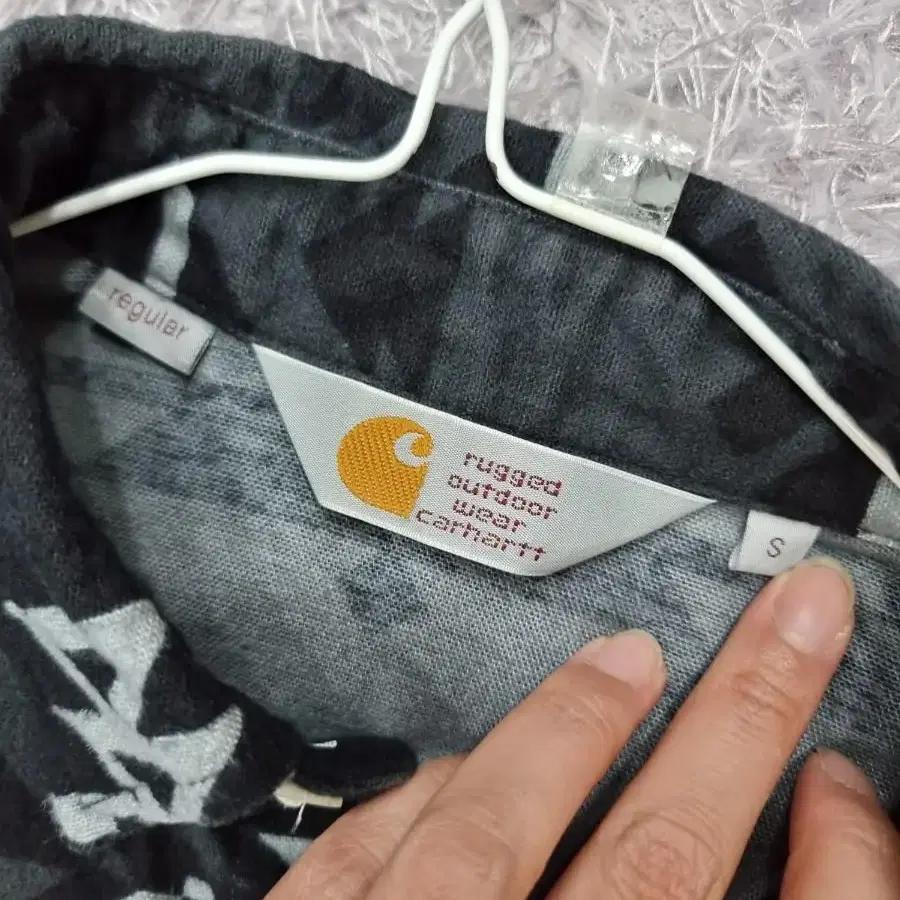 regular
rugged
outdoor
wear
carhartt
S